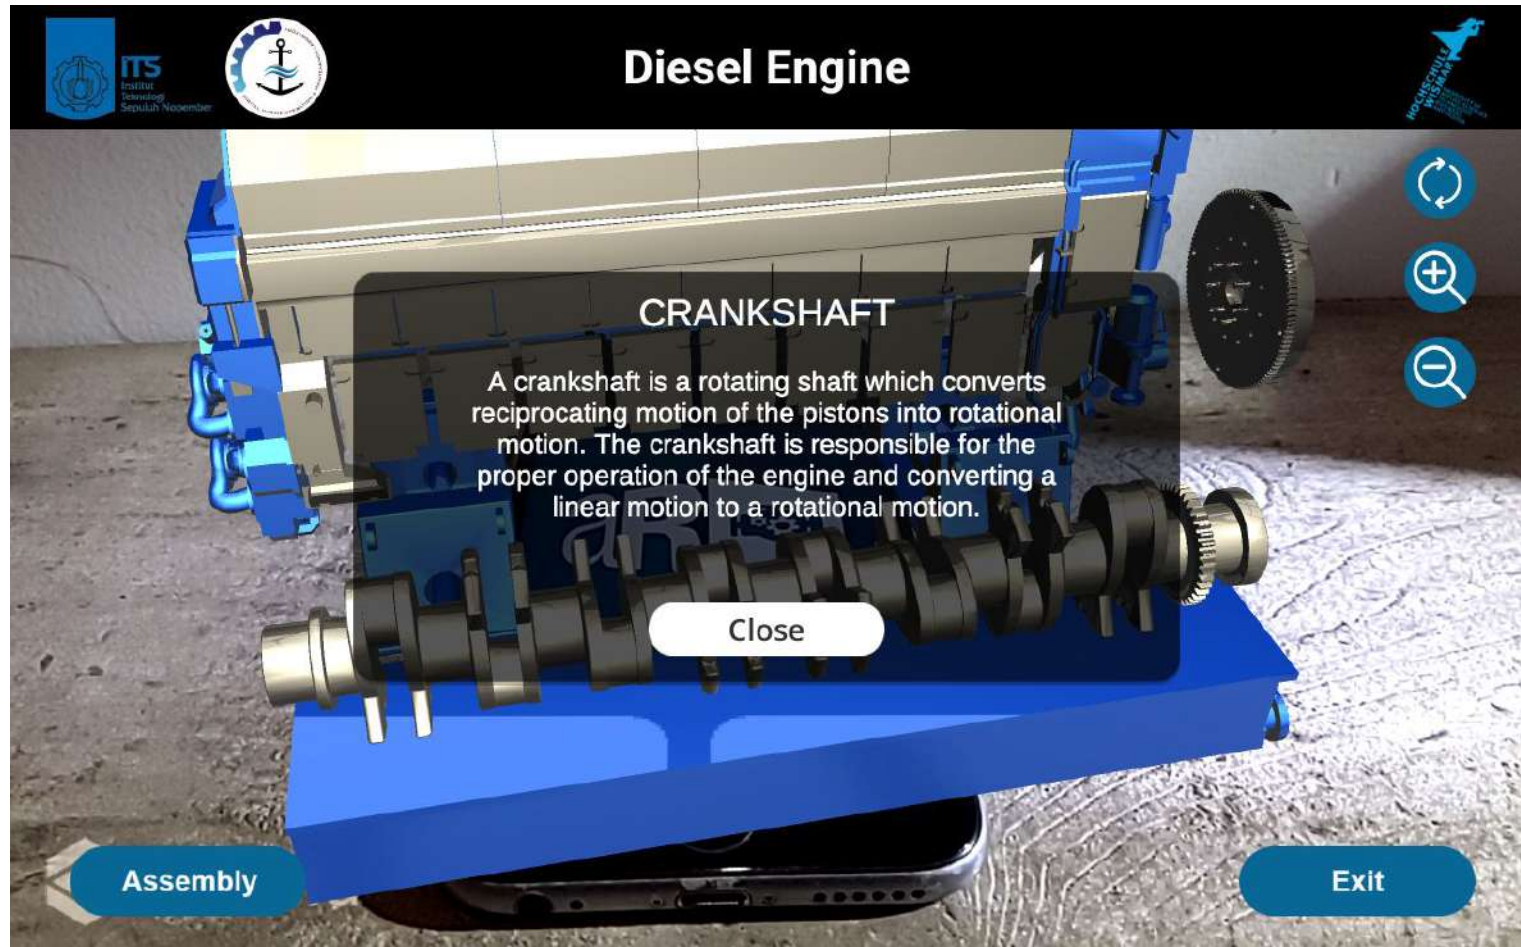 ITS
Institut
Teknologi
Sepuluh Nopember
Diesel Engine
HOCHSCHULE
WISMAR
CRANKSHAFT
A crankshaft is a rotating shaft which converts
reciprocating motion of the pistons into rotational
motion. The crankshaft is responsible for the
proper operation of the engine and converting a
linear motion to a rotational motion.
aRE
Close
Assembly
Exit